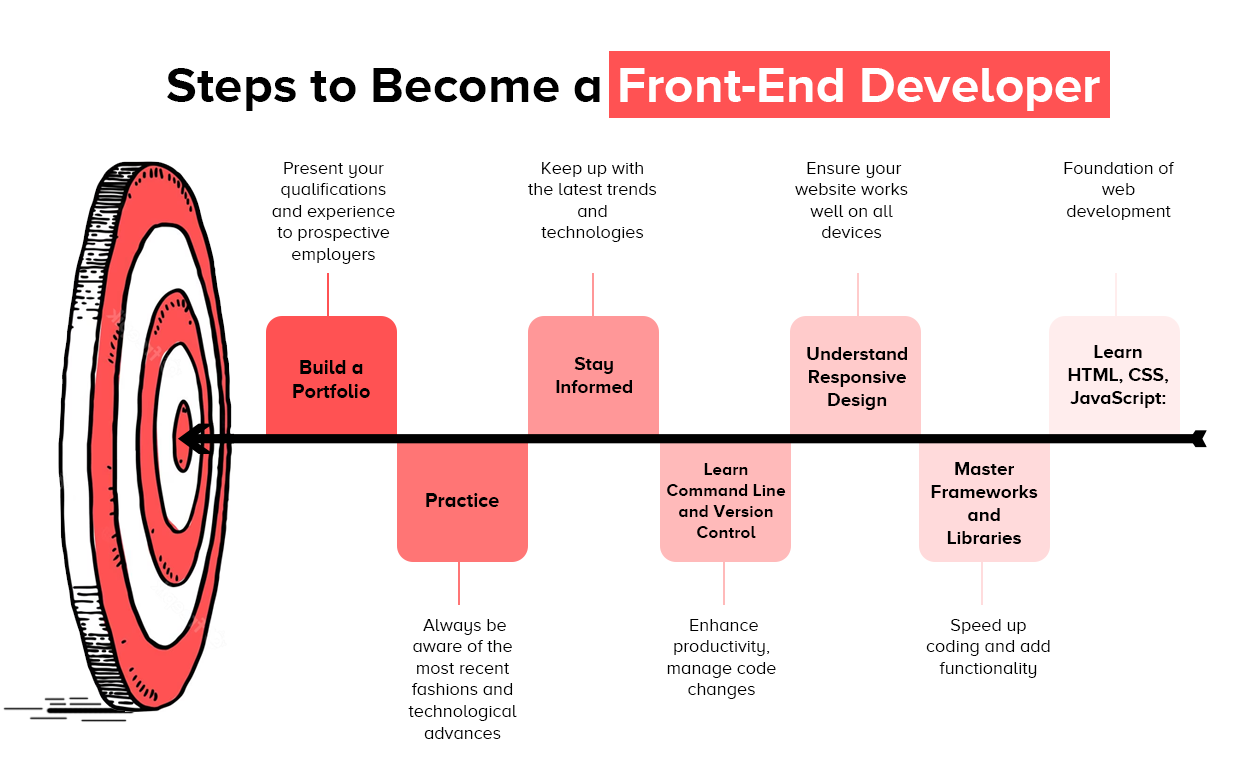 Steps to Become a Front-End Developer
Present your
qualifications
and experience
to prospective
employers
Keep up with
the latest trends
and
technologies
Ensure your
website works
well on all
devices
Foundation of
web
development
Build a
Portfolio
Stay
Informed
Understand
Responsive
Design
Learn
HTML, CSS,
JavaScript:
Practice
Learn
Command Line
and Version
Control
Master
Frameworks
and
Libraries
Always be
aware of the
most recent
fashions and
technological
advances
Enhance
productivity,
manage code
changes
Speed up
coding and add
functionality